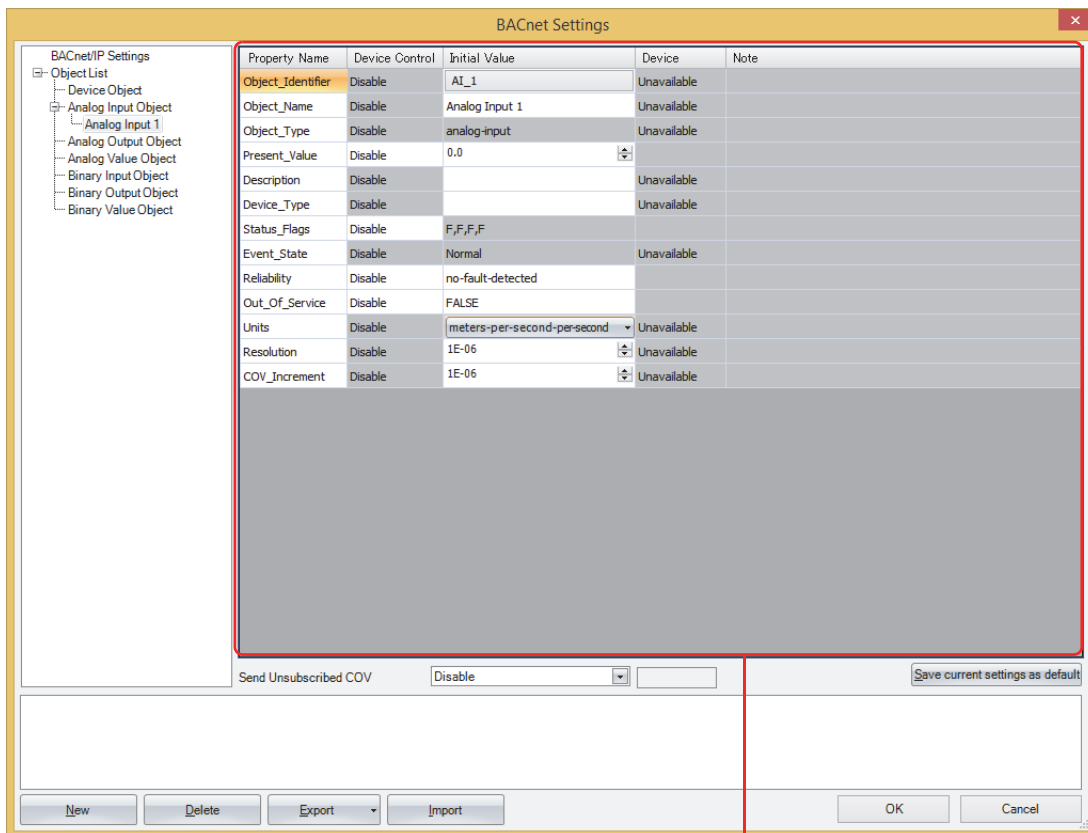 BACnet Settings
BACnet/IP Settings
Object List
Device Object
Analog Input Object
Analog Input 1
Analog Output Object
Analog Value Object
Binary Input Object
Binary Output Object
Binary Value Object
Property Name Device Control Initial Value Device Note
Object_Identifier Disable AI_1 Unavailable
Object_Name Disable Analog Input 1 Unavailable
Object_Type Disable analog-input Unavailable
Present_Value Disable 0.0
Description Disable Unavailable
Device_Type Disable Unavailable
Status_Flags Disable F,F,F,F
Event_State Disable Normal Unavailable
Reliability Disable no-fault-detected
Out_Of_Service Disable FALSE
Units Disable meters-per-second-per-second Unavailable
Resolution Disable 1E-06 Unavailable
COV_Increment Disable 1E-06 Unavailable
Send Unsubscribed COV Disable Save current settings as default
New Delete Export Import OK Cancel